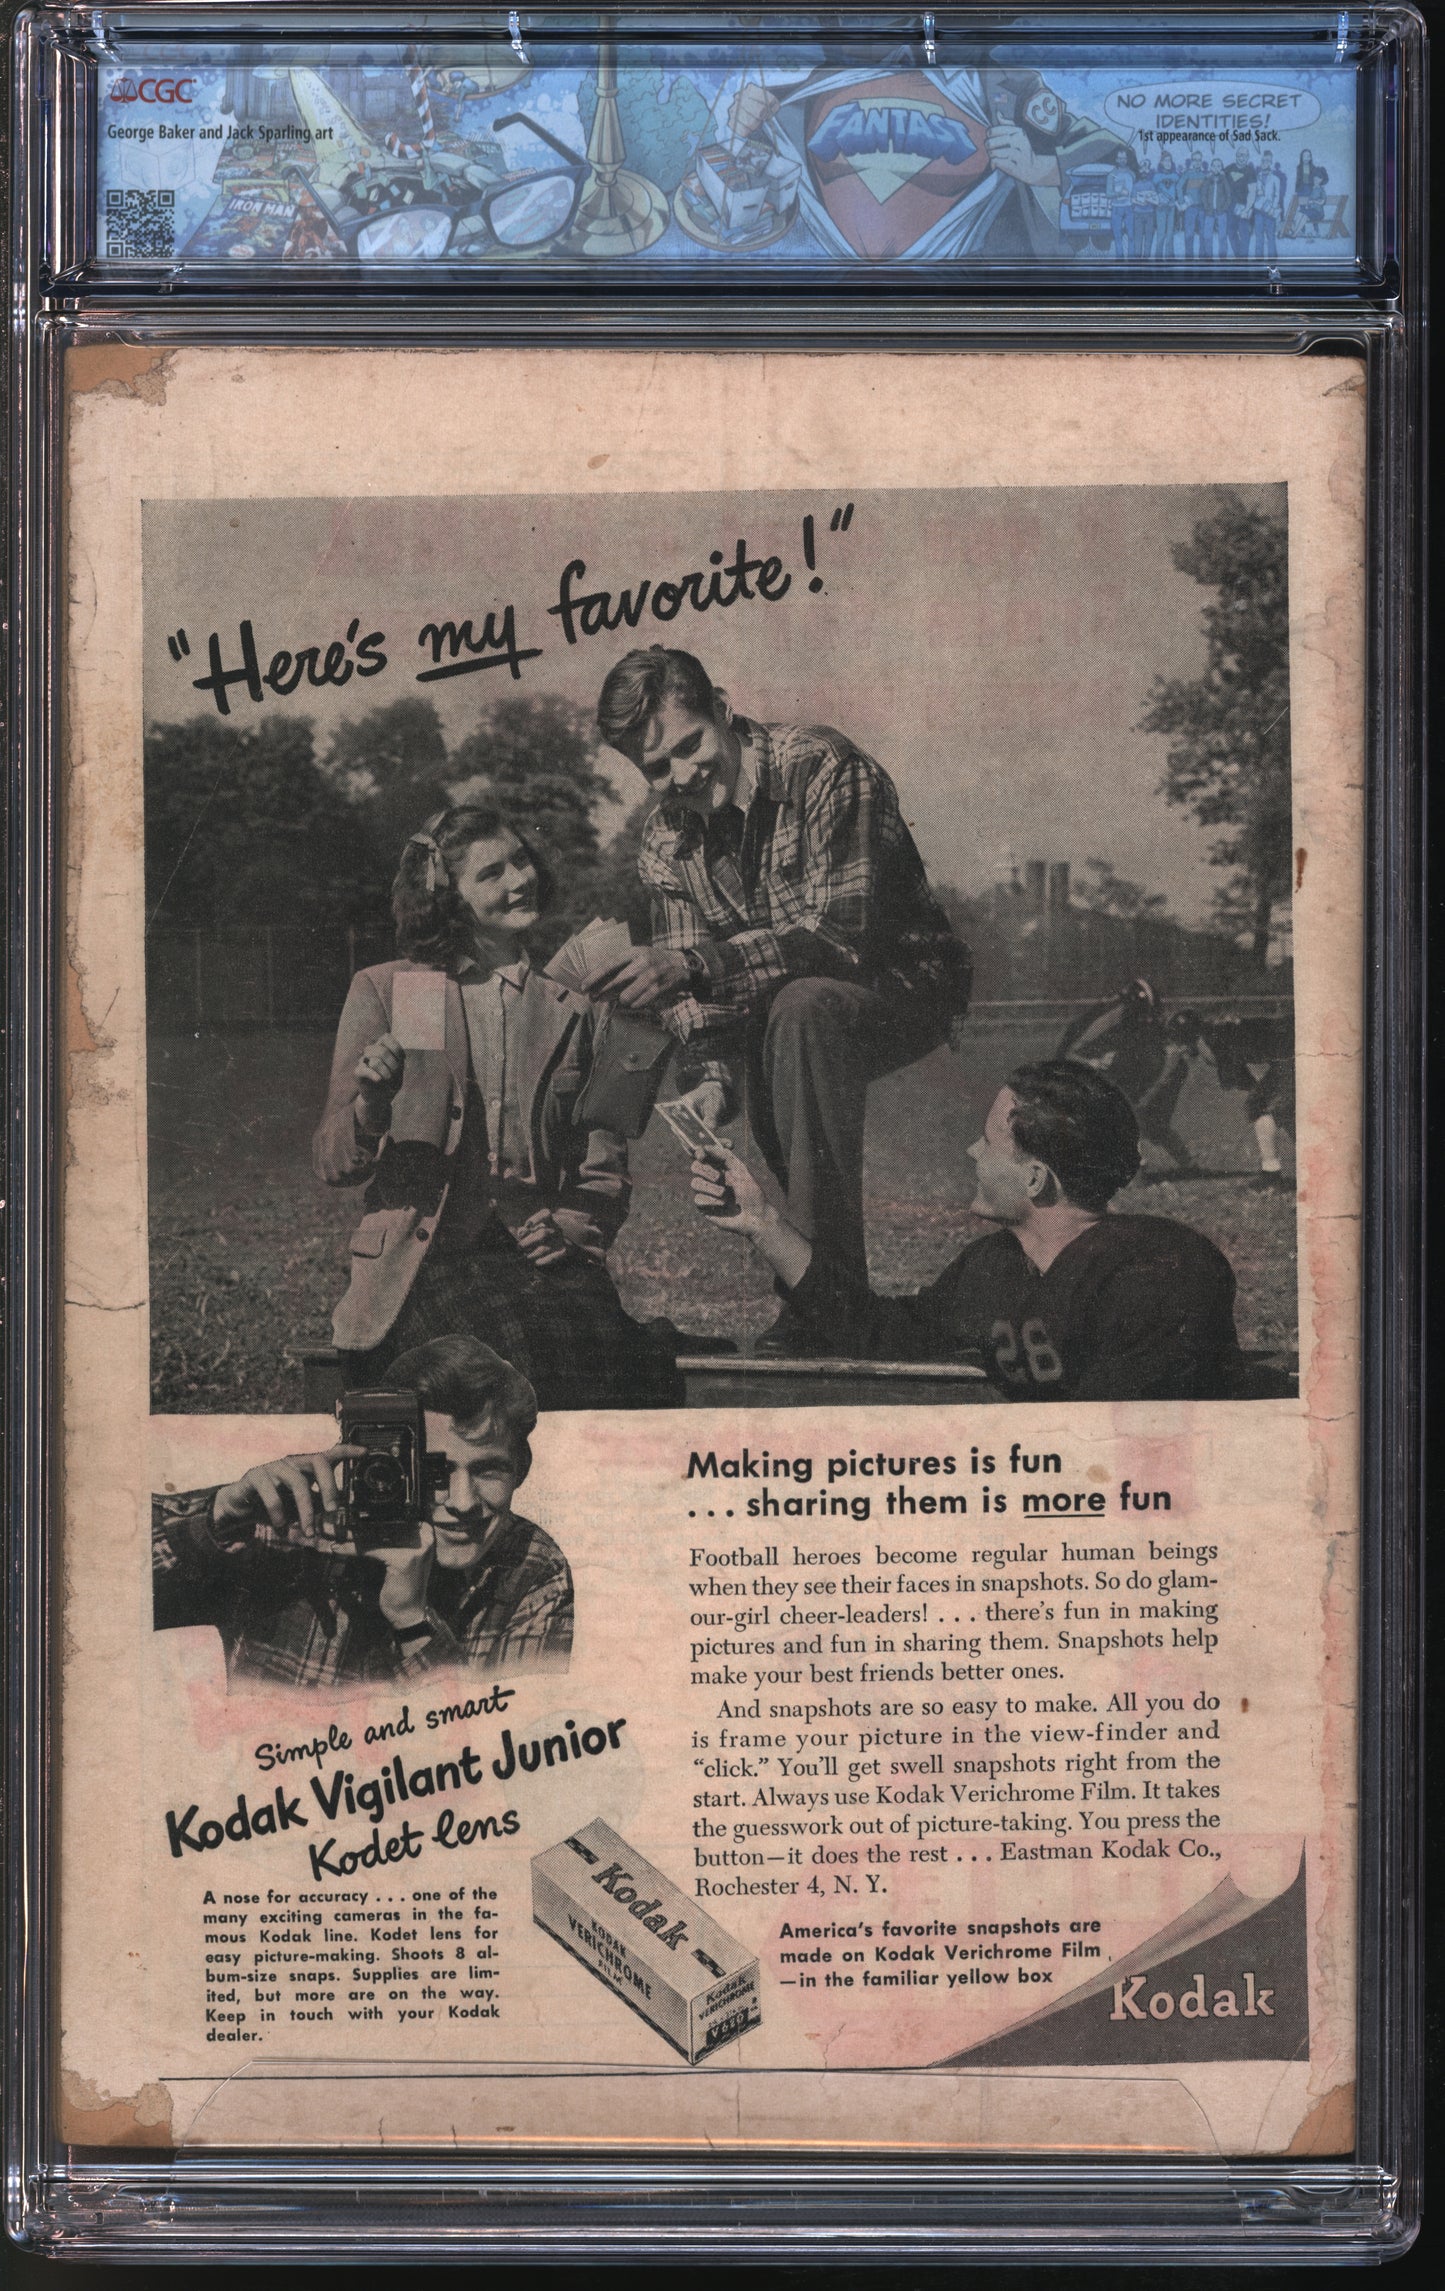 CGC
George Baker and Jack Sparling art
IRON MAN
FANTAST
CC
NO MORE SECRET
IDENTITIES!
1st appearance of Sad Sack.
"Here's my favorite!"
28
Making pictures is fun
... sharing them is more fun
Football heroes become regular human beings
when they see their faces in snapshots. So do glam-
our-girl cheer-leaders! ... there's fun in making
pictures and fun in sharing them. Snapshots help
make your best friends better ones.
And snapshots are so easy to make. All you do
is frame your picture in the view-finder and
"click." You'll get swell snapshots right from the
start. Always use Kodak Verichrome Film. It takes
the guesswork out of picture-taking. You press the
button—it does the rest ... Eastman Kodak Co.,
Rochester 4, N. Y.
Simple and smart
Kodak Vigilant Junior
Kodet lens
A nose for accuracy ... one of the
many exciting cameras in the fa-
mous Kodak line. Kodet lens for
easy picture-making. Shoots 8 al-
bum-size snaps. Supplies are lim-
ited, but more are on the way.
Keep in touch with your Kodak
dealer.
Kodak
KODAK
VERICHROME
FILM
Kodak
VERICHROME
V620
America's favorite snapshots are
made on Kodak Verichrome Film
—in the familiar yellow box
Kodak